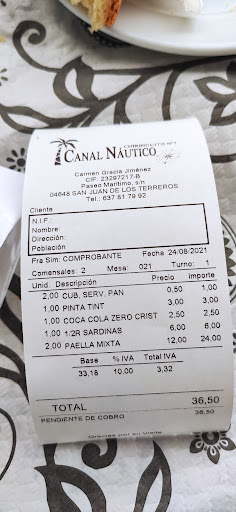 CHIRINGUITO Nº7
CANAL NÁUTICO
Carmen Gracia Jiménez
CIF: 23297217-B
Paseo Marítimo, s/n
04648 SAN JUAN DE LOS TERREROS
Tel.: 637 81 79 92
Cliente
N.I.F.:
Nombre:
Dirección:
Población
Fra Sim: COMPROBANTE Fecha 24/08/2021
Comensales: 2 Mesa: 021 Turno: 1
Unid. Descripción Precio Importe
2,00 CUB. SERV. PAN 0,50 1,00
1,00 PINTA TINT 3,00 3,00
1,00 COCA COLA ZERO CRIST 2,50 2,50
1,00 1/2R SARDINAS 6,00 6,00
2,00 PAELLA MIXTA 12,00 24,00
Base % IVA Total IVA
33,18 10,00 3,32
TOTAL 36,50
PENDIENTE DE COBRO 36,50
Gracias por su visita